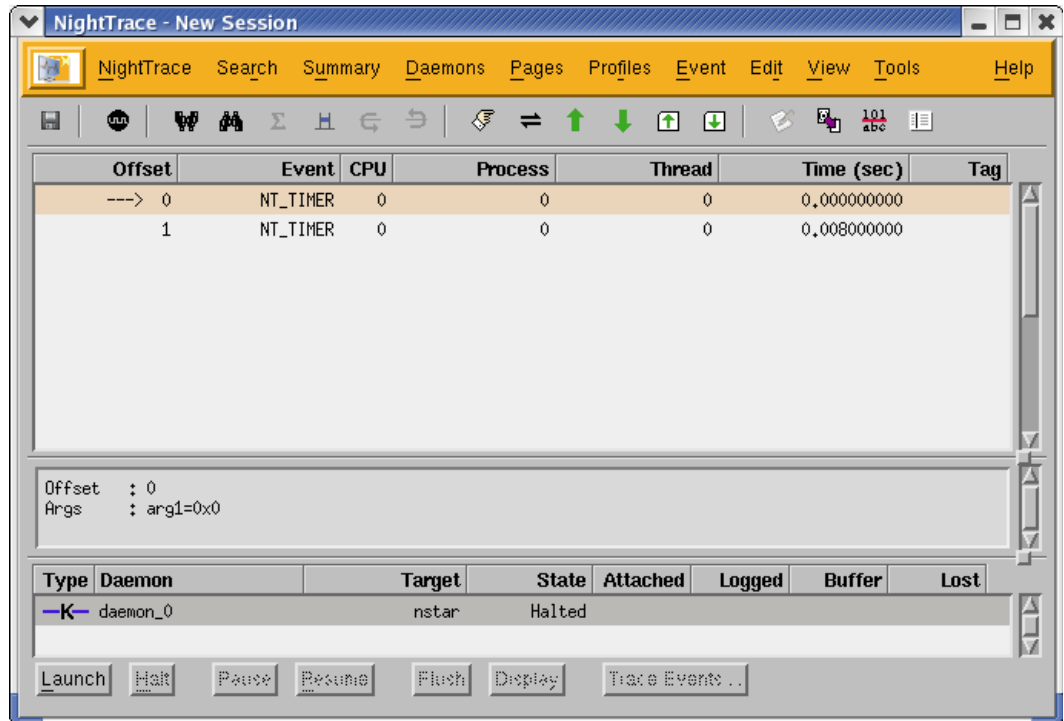 NightTrace - New Session
NightTrace Search Summary Daemons Pages Profiles Event Edit View Tools Help
101
abc
Offset Event CPU Process Thread Time (sec) Tag
---> 0 NT_TIMER 0 0 0 0.000000000
1 NT_TIMER 0 0 0 0.008000000
Offset : 0
Args : arg1=0x0
Type Daemon Target State Attached Logged Buffer Lost
K daemon_0 nstar Halted
Launch Halt Pause Resume Flush Display Trace Events...